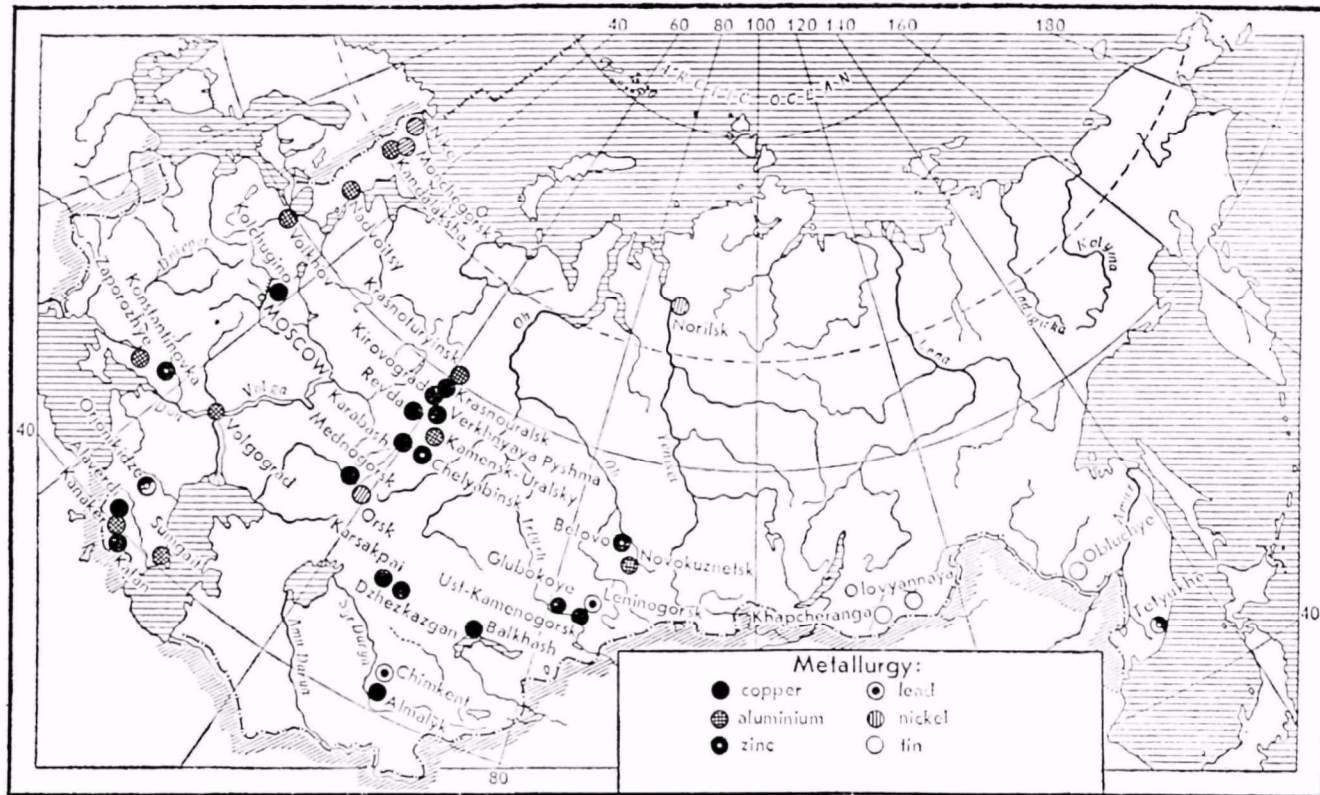 40 60 80 100 120 140 160 180
OCEAN
Nikel
Monchegorsk
Kandalaksha
Nadvoitsy
Volkhov
Kolchugino
MOSCOW
Dnieper
Zaporozhye
Konstantinovka
Volga
Don
Volgograd
40
Ordjonikidze
Alaverdi
Kanaker
Kafan
Sumgait
Krasnoturyinsk
Kirovograd
Revda
Karabash
Mednogorsk
Krasnouralsk
Verkhnyaya Pyshma
Kamensk-Uralsky
Chelyabinsk
Orsk
Ob
Ob
Irtish
Yenisei
Norilsk
Lena
Indigirka
Kolyma
Amur
Karsakpai
Dzhezkazgan
Balkhash
Amu Darya
Syr Darya
Chimkent
Almalyk
Glubokoye
Ust-Kamenogorsk
Leninogorsk
Belovo
Novokuznetsk
Khapcheranga
Oloyyannaya
Obluchye
Tetyukhe
40
80
Metallurgy:
copper
aluminium
zinc
lead
nickel
tin